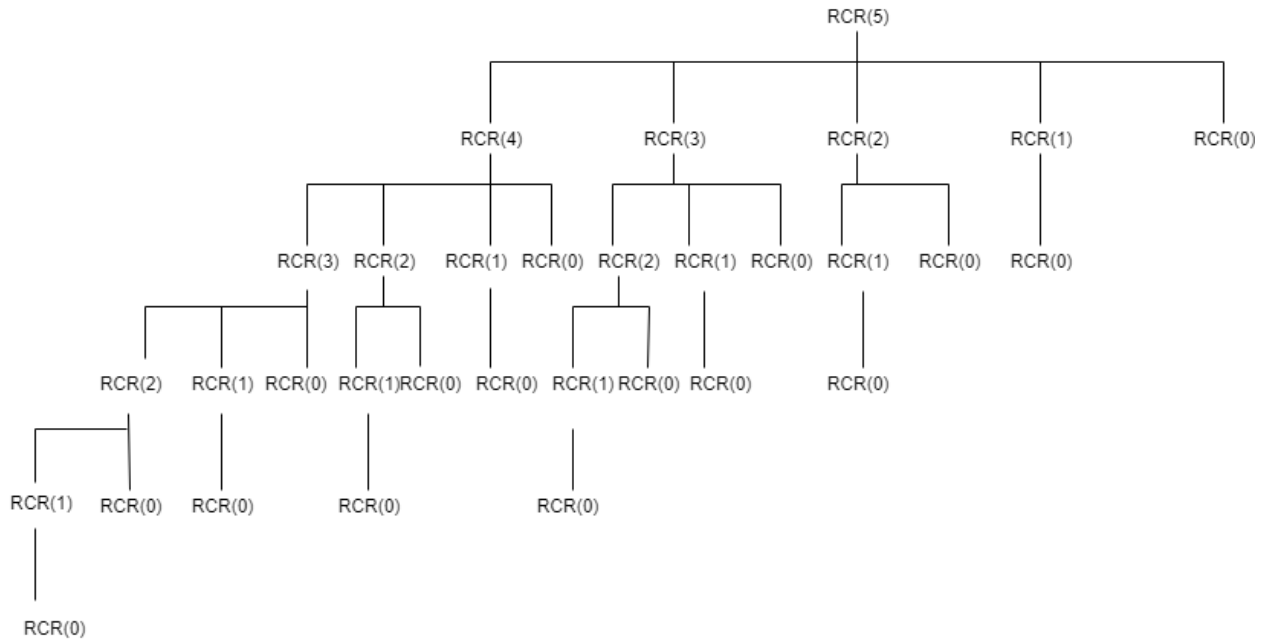 RCR(5)
RCR(4) RCR(3) RCR(2) RCR(1) RCR(0)
RCR(3) RCR(2) RCR(1) RCR(0) RCR(2) RCR(1) RCR(0) RCR(1) RCR(0) RCR(0)
RCR(2) RCR(1) RCR(0) RCR(1)RCR(0) RCR(0) RCR(1) RCR(0) RCR(0) RCR(0)
RCR(1) RCR(0) RCR(0) RCR(0) RCR(0)
RCR(0)